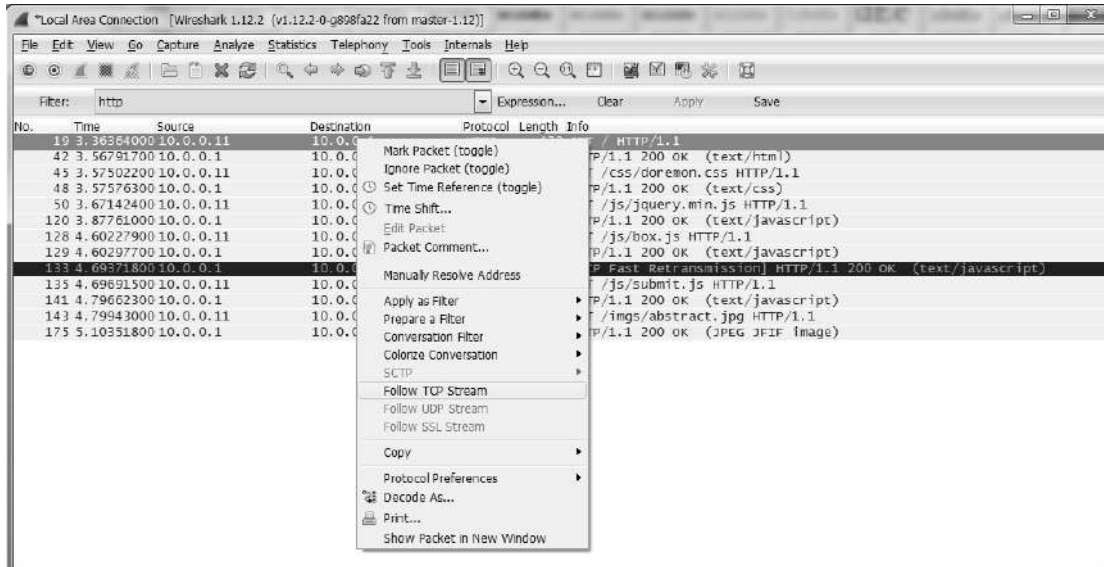 *Local Area Connection [Wireshark 1.12.2 (v1.12.2-0-g898fa22 from master-1.12)]
File Edit View Go Capture Analyze Statistics Telephony Tools Internals Help
Filter: http Expression... Clear Apply Save
No. Time Source Destination Protocol Length Info
19 3.36364000 10.0.0.11 10.0.0 / HTTP/1.1
42 3.56791700 10.0.0.1 10.0.0 TP/1.1 200 OK (text/html)
45 3.57502200 10.0.0.11 10.0.0 /css/doremon.css HTTP/1.1
48 3.57576300 10.0.0.1 10.0.0 TP/1.1 200 OK (text/css)
50 3.67142400 10.0.0.11 10.0.0 /js/jquery.min.js HTTP/1.1
120 3.87761000 10.0.0.1 10.0.0 TP/1.1 200 OK (text/javascript)
128 4.60227900 10.0.0.11 10.0.0 /js/box.js HTTP/1.1
129 4.60297700 10.0.0.1 10.0.0 TP/1.1 200 OK (text/javascript)
133 4.69371800 10.0.0.1 10.0.0 CP Fast Retransmission] HTTP/1.1 200 OK (text/javascript)
135 4.69691500 10.0.0.11 10.0.0 /js/submit.js HTTP/1.1
141 4.79662300 10.0.0.1 10.0.0 TP/1.1 200 OK (text/javascript)
143 4.79943000 10.0.0.11 10.0.0 /imgs/abstract.jpg HTTP/1.1
175 5.10351800 10.0.0.1 10.0.0 TP/1.1 200 OK (JPEG JFIF image)
Mark Packet (toggle)
Ignore Packet (toggle)
Set Time Reference (toggle)
Time Shift...
Edit Packet
Packet Comment...
Manually Resolve Address
Apply as Filter
Prepare a Filter
Conversation Filter
Colorize Conversation
SCTP
Follow TCP Stream
Follow UDP Stream
Follow SSL Stream
Copy
Protocol Preferences
Decode As...
Print...
Show Packet in New Window